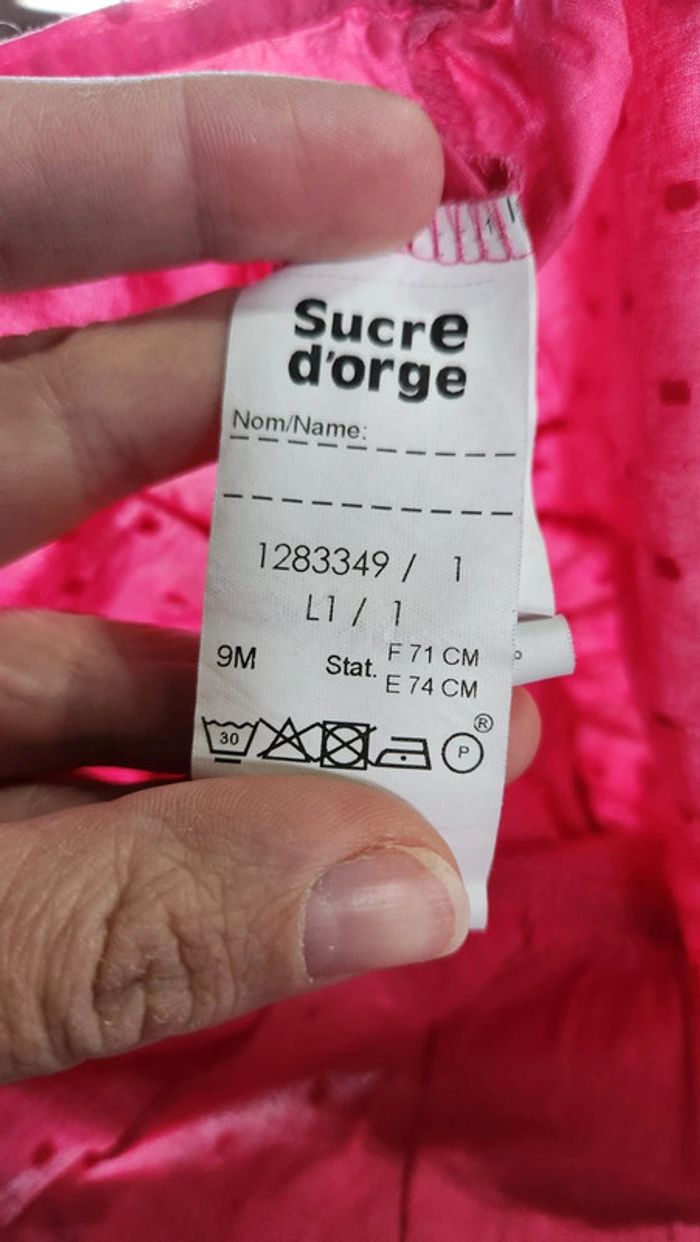 Sucre
d'orge
Nom/Name:
1283349 / 1
L1 / 1
9M Stat. F 71 CM
E 74 CM
30 P ®